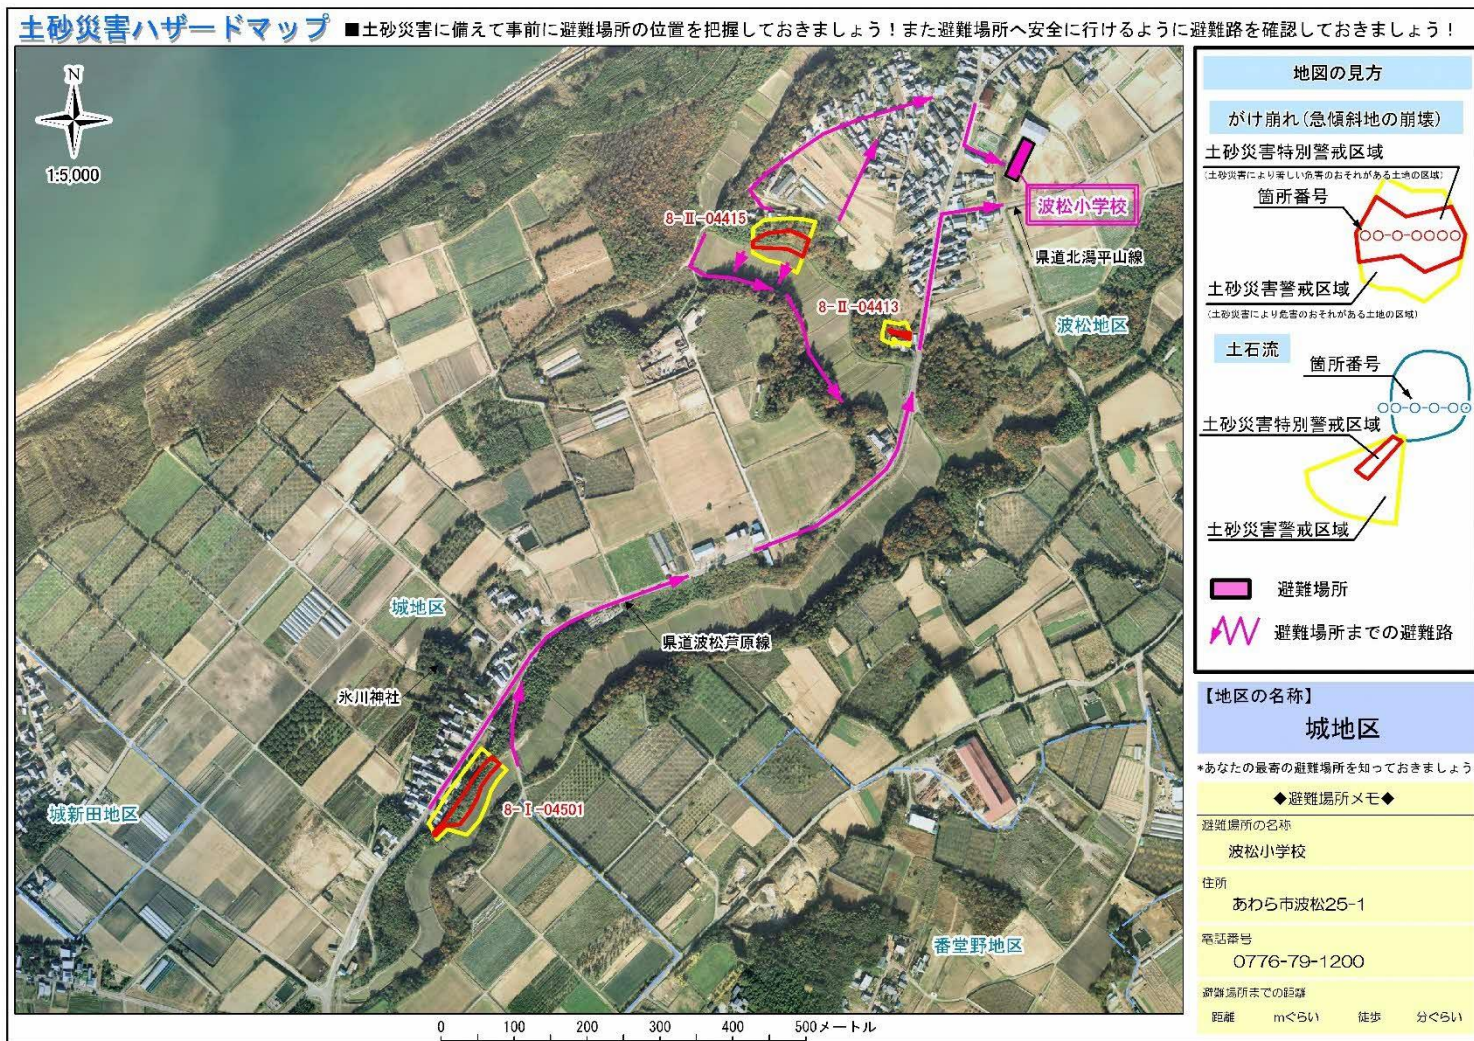 土砂災害ハザードマップ ■土砂災害に備えて事前に避難場所の位置を把握しておきましょう！また避難場所へ安全に行けるように避難路を確認しておきましょう！
N
1:5,000
8-Ⅱ-04415
波松小学校
県道北潟平山線
8-Ⅱ-04413
波松地区
城地区
県道波松芦原線
氷川神社
8-Ⅰ-04501
城新田地区
番堂野地区
0 100 200 300 400 500メートル
地図の見方
がけ崩れ(急傾斜地の崩壊)
土砂災害特別警戒区域
(土砂災害により著しい危害のおそれがある土地の区域)
箇所番号
土砂災害警戒区域
(土砂災害により危害のおそれがある土地の区域)
土石流
箇所番号
土砂災害特別警戒区域
土砂災害警戒区域
避難場所
避難場所までの避難路
【地区の名称】
城地区
*あなたの最寄の避難場所を知っておきましょう
◆避難場所メモ◆
避難場所の名称
波松小学校
住所
あわら市波松25-1
電話番号
0776-79-1200
避難場所までの距離
距離 mぐらい 徒歩 分ぐらい